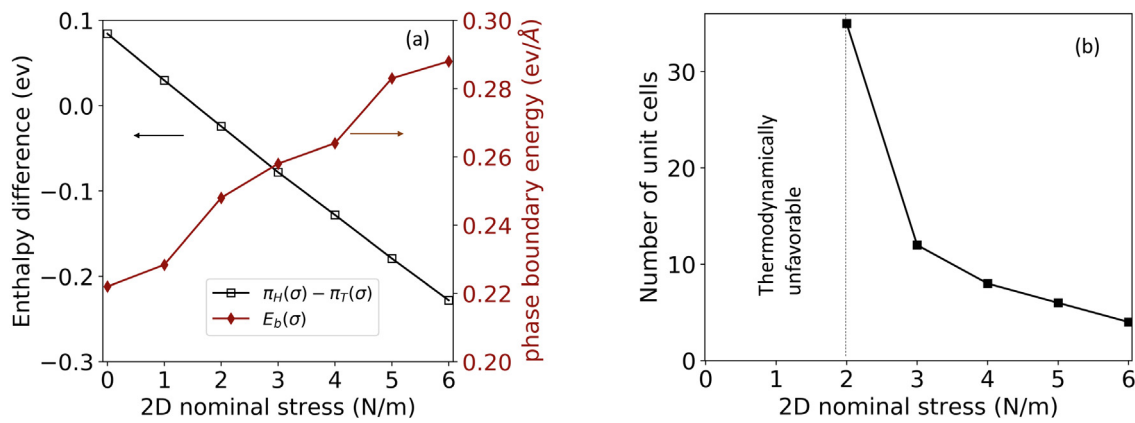 (a)
0.1
0.0
−0.1
−0.2
−0.3
Enthalpy difference (ev)
0.30
0.28
0.26
0.24
0.22
0.20
phase boundary energy (ev/Å)
π_H(σ) − π_T(σ)
E_b(σ)
0 1 2 3 4 5 6
2D nominal stress (N/m)
(b)
30
20
10
0
Number of unit cells
Thermodynamically
unfavorable
0 1 2 3 4 5 6
2D nominal stress (N/m)